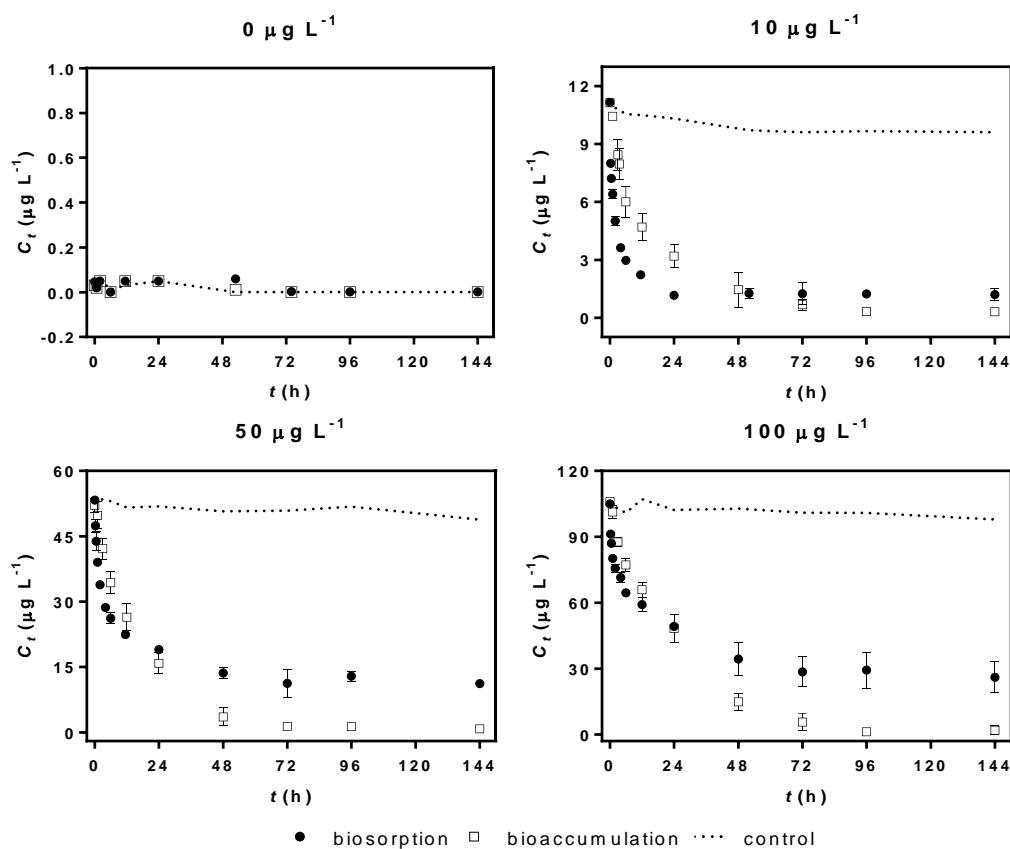 0 µg L-1
10 µg L-1
1.0
0.8
0.6
0.4
0.2
0.0
-0.2
Ct (µg L-1)
0 24 48 72 96 120 144
t (h)
12
9
6
3
0
Ct (µg L-1)
0 24 48 72 96 120 144
t (h)
50 µg L-1
100 µg L-1
60
45
30
15
0
Ct (µg L-1)
0 24 48 72 96 120 144
t (h)
120
90
60
30
0
Ct (µg L-1)
0 24 48 72 96 120 144
t (h)
biosorption bioaccumulation control